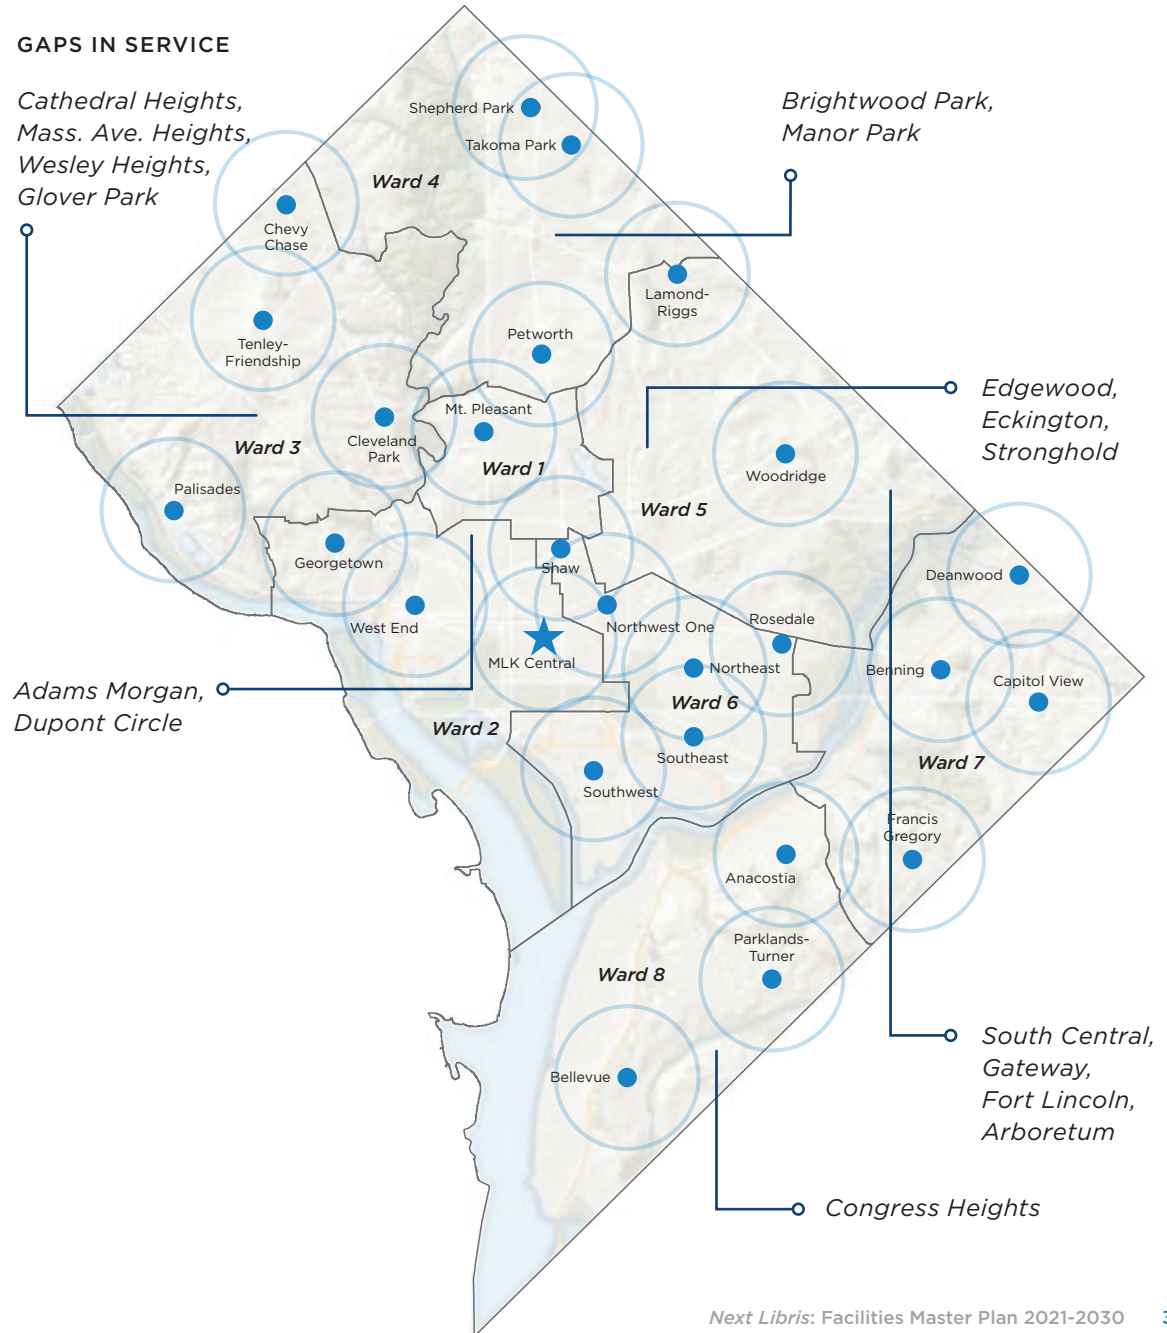 GAPS IN SERVICE
Cathedral Heights,
Mass. Ave. Heights,
Wesley Heights,
Glover Park
Brightwood Park,
Manor Park
Shepherd Park
Takoma Park
Ward 4
Chevy
Chase
Lamond-
Riggs
Tenley-
Friendship
Petworth
Edgewood,
Eckington,
Stronghold
Mt. Pleasant
Cleveland
Park
Ward 3
Ward 1
Woodridge
Palisades
Ward 5
Georgetown
Shaw
Deanwood
West End
Northwest One
Rosedale
MLK Central
Northeast
Benning
Capitol View
Adams Morgan,
Dupont Circle
Ward 6
Ward 2
Southeast
Ward 7
Southwest
Francis
Gregory
Anacostia
Parklands-
Turner
Ward 8
Bellevue
South Central,
Gateway,
Fort Lincoln,
Arboretum
Congress Heights
Next Libris: Facilities Master Plan 2021-2030